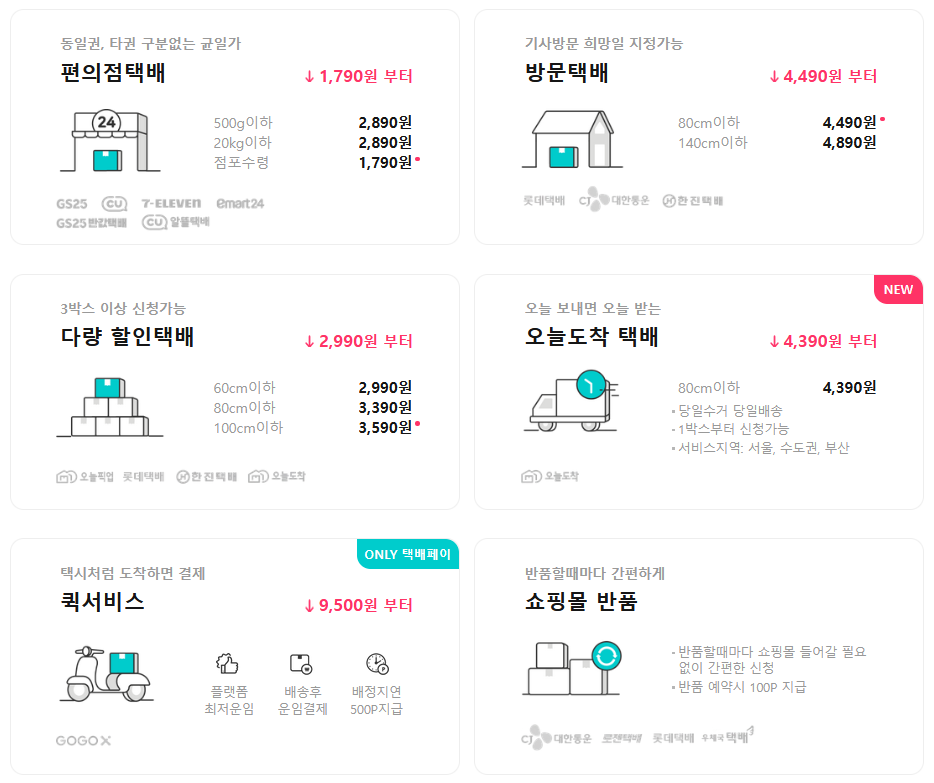 동일권, 타권 구분없는 균일가
편의점택배
↓ 1,790원 부터
24
500g이하 2,890원
20kg이하 2,890원
점포수령 1,790원
GS25 CU 7-ELEVEN emart24
GS25 반값택배 CU 알뜰택배
기사방문 희망일 지정가능
방문택배
↓ 4,490원 부터
80cm이하 4,490원
140cm이하 4,890원
롯데택배 CJ대한통운 한진택배
3박스 이상 신청가능
다량 할인택배
↓ 2,990원 부터
60cm이하 2,990원
80cm이하 3,390원
100cm이하 3,590원
오늘픽업 롯데택배 한진택배 오늘도착
NEW
오늘 보내면 오늘 받는
오늘도착 택배
↓ 4,390원 부터
80cm이하 4,390원
당일수거 당일배송
1박스부터 신청가능
서비스지역: 서울, 수도권, 부산
오늘도착
ONLY 택배페이
택시처럼 도착하면 결제
퀵서비스
↓ 9,500원 부터
플랫폼 배송후 배정지연
최저운임 운임결제 500P지급
GOGOX
반품할때마다 간편하게
쇼핑몰 반품
반품할때마다 쇼핑몰 들어갈 필요
없이 간편한 신청
반품 예약시 100P 지급
CJ대한통운 로젠택배 롯데택배 우체국택배